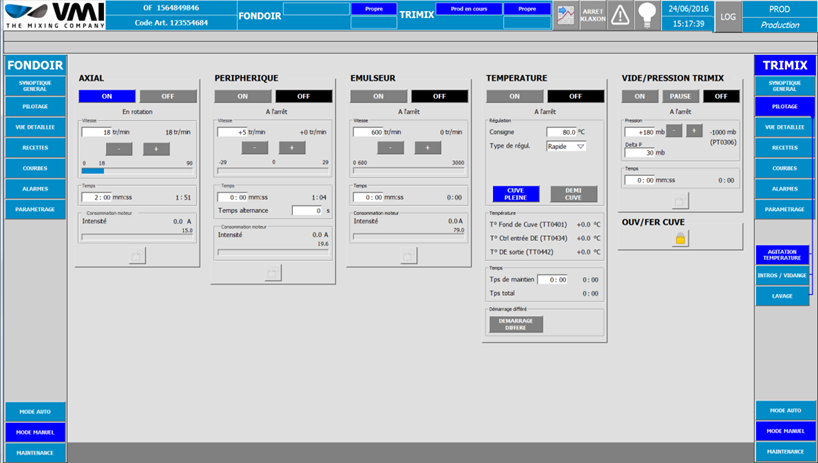 VMI
THE MIXING COMPANY
OF 1564849846
Code Art. 123554684
FONDOIR
Propre
TRIMIX
Prod en cours
Propre
ARRET
KLAXON
24/06/2016
15:17:39
LOG
PROD
Production
FONDOIR
SYNOPTIQUE
GENERAL
PILOTAGE
VUE DETAILLEE
RECETTES
COURBES
ALARMES
PARAMETRAGE
MODE AUTO
MODE MANUEL
MAINTENANCE
AXIAL
ON OFF
En rotation
Vitesse
18 tr/min 18 tr/min
- +
0 18 90
Temps
2: 00 mm:ss 1:51
Consommation moteur
Intensité 0.0 A
15.0
PERIPHERIQUE
ON OFF
A l'arrêt
Vitesse
+5 tr/min +0 tr/min
- +
-29 0 29
Temps
0: 00 mm:ss 1:04
Temps alternance 0 s
Consommation moteur
Intensité 0.0 A
19.6
EMULSEUR
ON OFF
A l'arrêt
Vitesse
600 tr/min 0 tr/min
- +
0 600 3000
Temps
0: 00 mm:ss 0:00
Consommation moteur
Intensité 0.0 A
79.0
TEMPERATURE
ON OFF
A l'arrêt
Régulation
Consigne 80.0 °C
Type de régul. Rapide
CUVE
PLEINE
DEMI
CUVE
Température
T° Fond de Cuve (TT0401) +0.0 °C
T° Ctrl entrée DE (TT0434) +0.0 °C
T° DE sortie (TT0442) +0.0 °C
Temps
Tps de maintien 0: 00 0: 00
Tps total 0: 00
Démarrage différé
DEMARRAGE
DIFFERE
VIDE/PRESSION TRIMIX
ON PAUSE OFF
A l'arrêt
Pression
+180 mb - + -1000 mb
(PT0306)
Delta P
30 mb
Temps
0: 00 mm:ss 0:00
OUV/FER CUVE
TRIMIX
SYNOPTIQUE
GENERAL
PILOTAGE
VUE DETAILLEE
RECETTES
COURBES
ALARMES
PARAMETRAGE
AGITATION
TEMPERATURE
INTROS / VIDANGE
LAVAGE
MODE AUTO
MODE MANUEL
MAINTENANCE